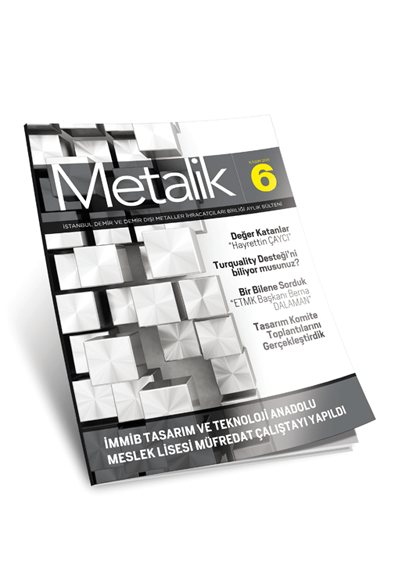 Metalik
6
İSTANBUL DEMİR VE DEMİR DIŞI METALLER İHRACATÇILARI BİRLİĞİ AYLIK BÜLTENİ
Değer Katanlar
"Hayrettin ÇAYCI"
Turquality Desteği'ni
biliyor musunuz?
Bir Bilene Sorduk
"ETMK Başkanı Berna
DALAMAN"
Tasarım Komite
Toplantılarını
Gerçekleştirdik
İMMİB TASARIM VE TEKNOLOJİ ANADOLU
MESLEK LİSESİ MÜFREDAT ÇALIŞTAYI YAPILDI